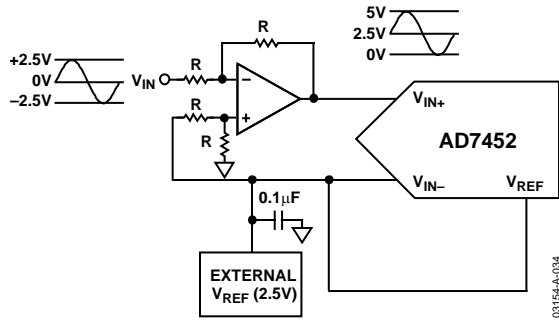 +2.5V
0V
–2.5V
VIN
R
R
R
R
5V
2.5V
0V
–
+
VIN+
AD7452
VIN–
VREF
0.1µF
EXTERNAL
VREF (2.5V)
03154-A-034